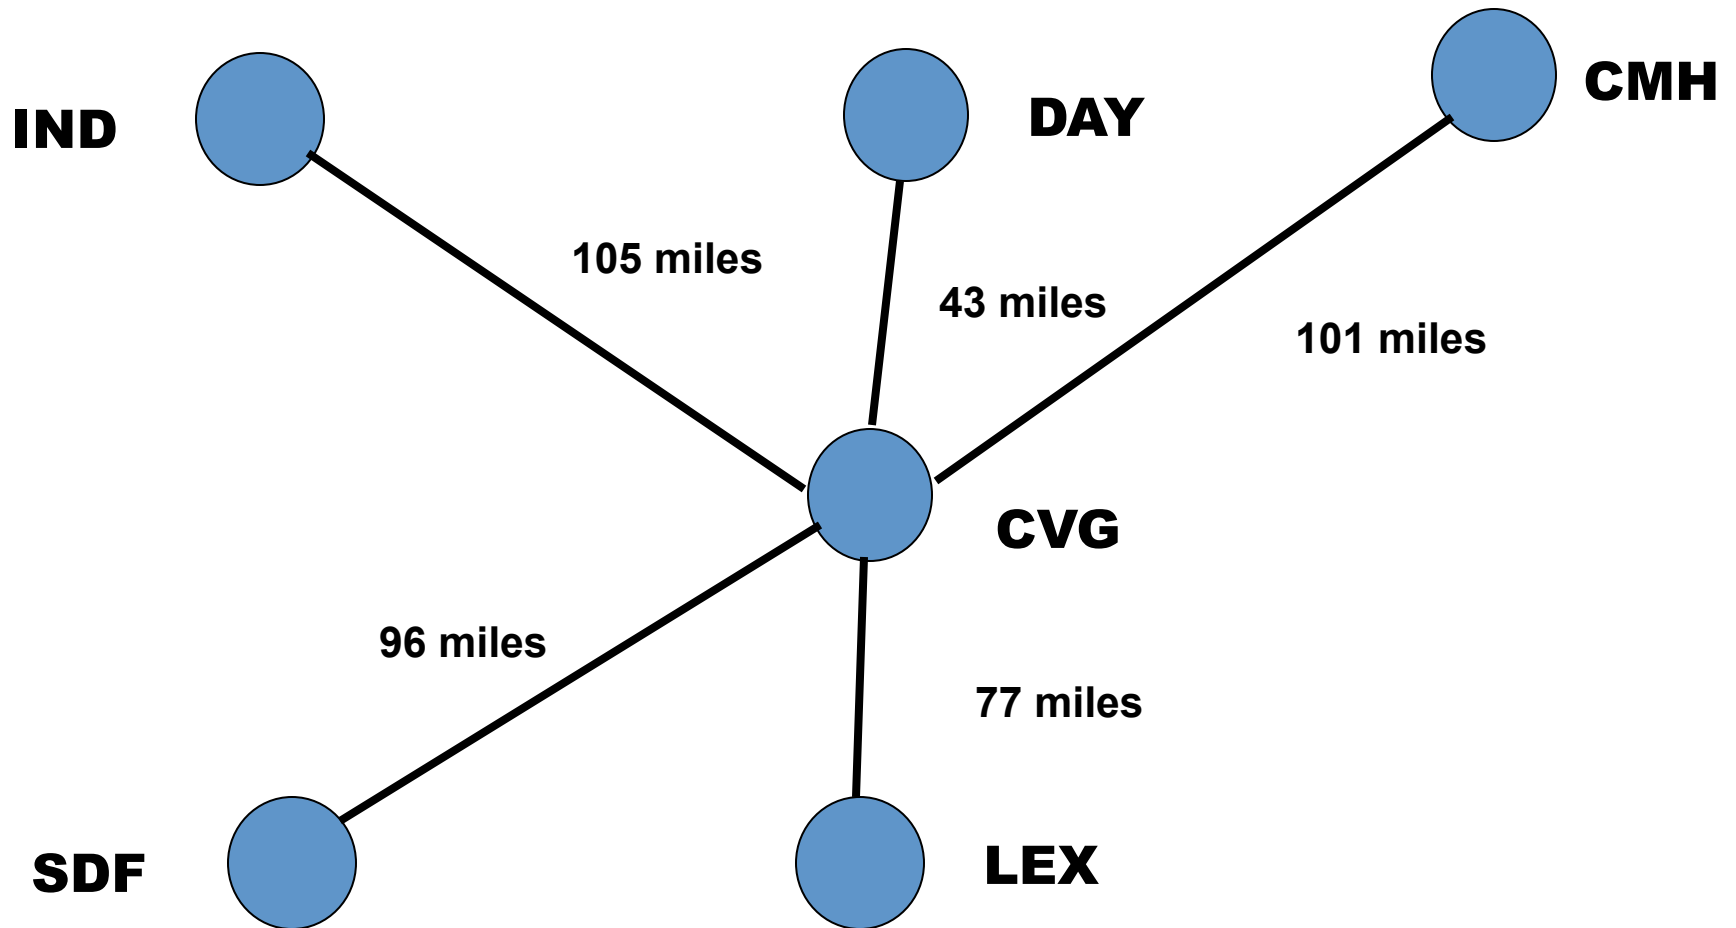 CMH
IND
DAY
105 miles
43 miles
101 miles
CVG
96 miles
77 miles
SDF
LEX